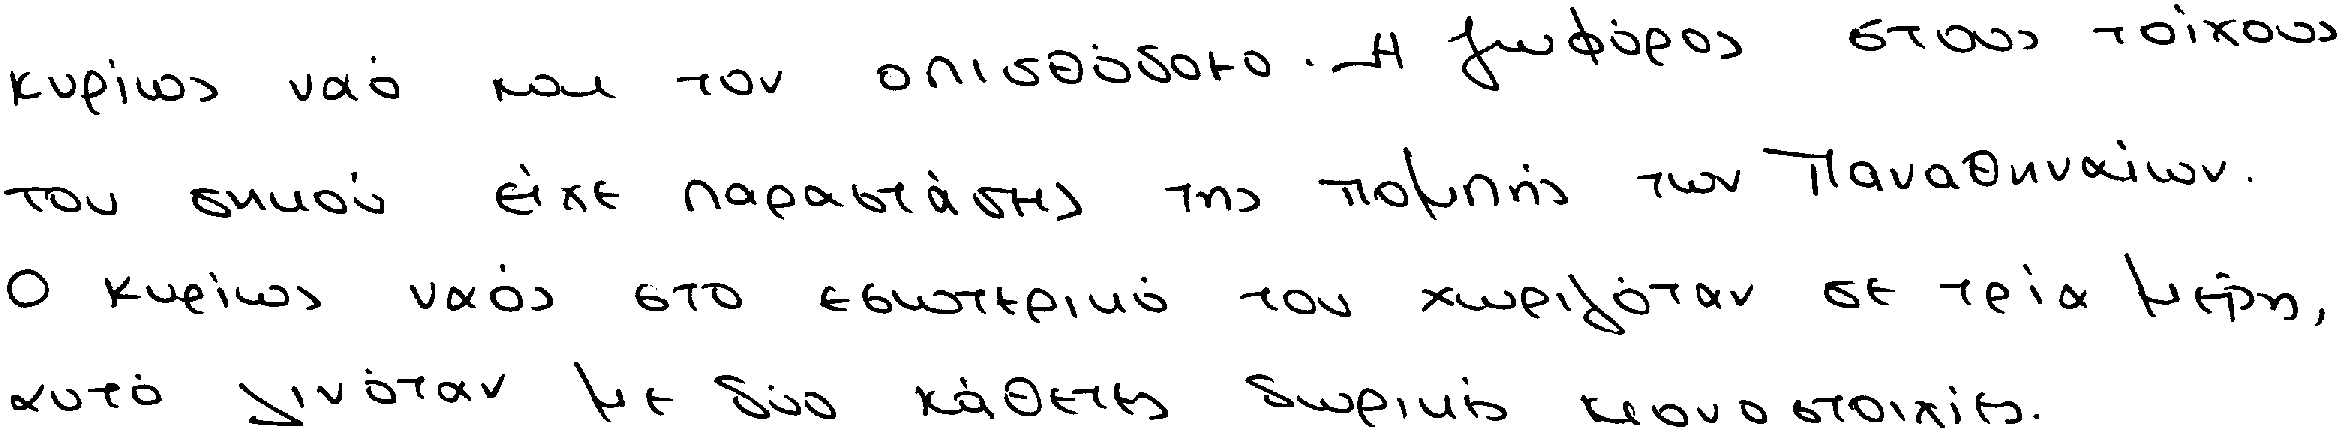 κυρίως ναό και τον οπισθόδομο. Η ζωφόρος στους τοίχους
του σηκού είχε παραστάσεις της πομπής των Παναθηναίων.
Ο κυρίως ναός στο εσωτερικό του χωριζόταν σε τρία μέρη,
αυτό γινόταν με δύο κάθετες δωρικές κιονοστοιχίες.